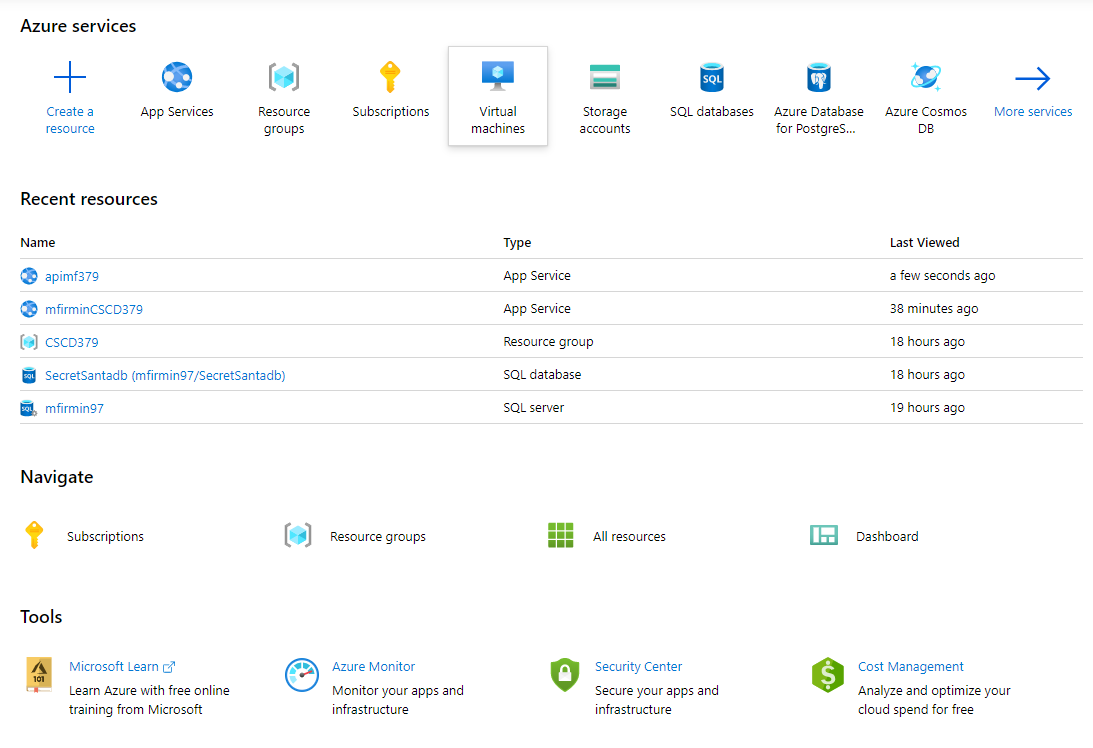 Azure services
Create a
resource
App Services
Resource
groups
Subscriptions
Virtual
machines
Storage
accounts
SQL
SQL databases
Azure Database
for PostgreS...
Azure Cosmos
DB
More services
Recent resources
Name Type Last Viewed
apimf379 App Service a few seconds ago
mfirminCSCD379 App Service 38 minutes ago
CSCD379 Resource group 18 hours ago
SQL SecretSantadb (mfirmin97/SecretSantadb) SQL database 18 hours ago
SQL mfirmin97 SQL server 19 hours ago
Navigate
Subscriptions Resource groups All resources Dashboard
Tools
101
Microsoft Learn
Learn Azure with free online
training from Microsoft
Azure Monitor
Monitor your apps and
infrastructure
Security Center
Secure your apps and
infrastructure
$
Cost Management
Analyze and optimize your
cloud spend for free